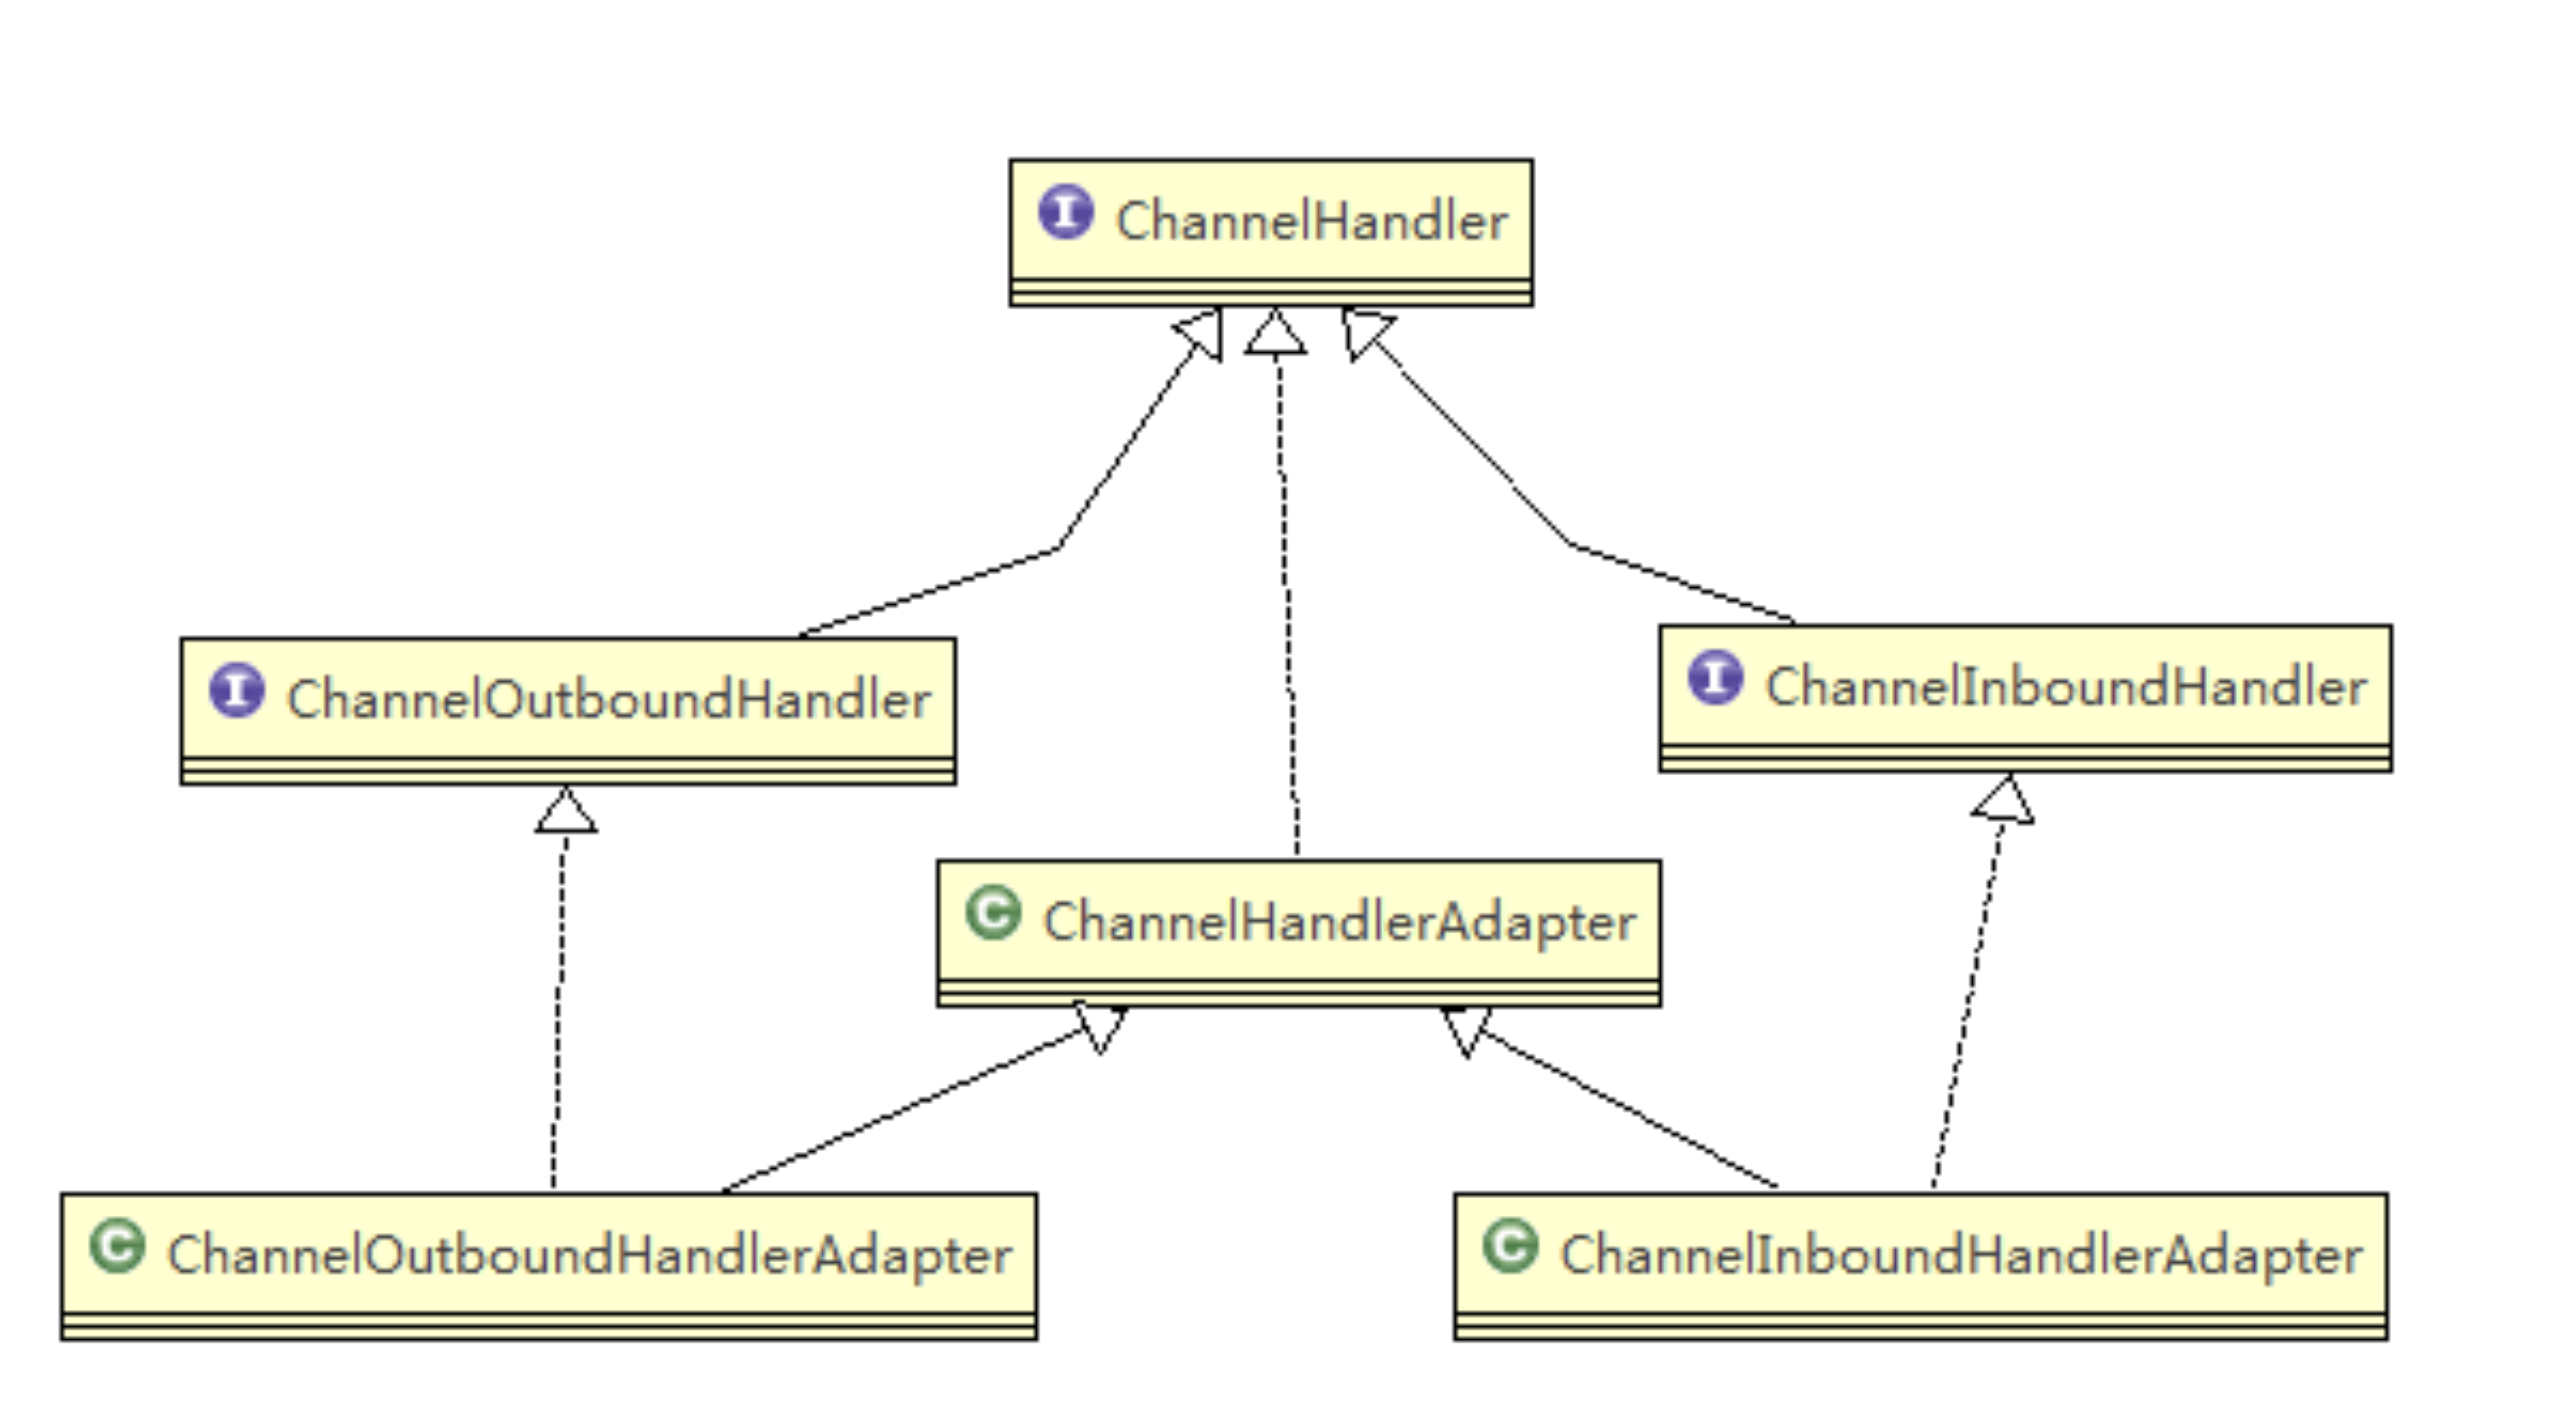 I ChannelHandler
I ChannelOutboundHandler
I ChannelInboundHandler
C ChannelHandlerAdapter
C ChannelOutboundHandlerAdapter
C ChannelInboundHandlerAdapter